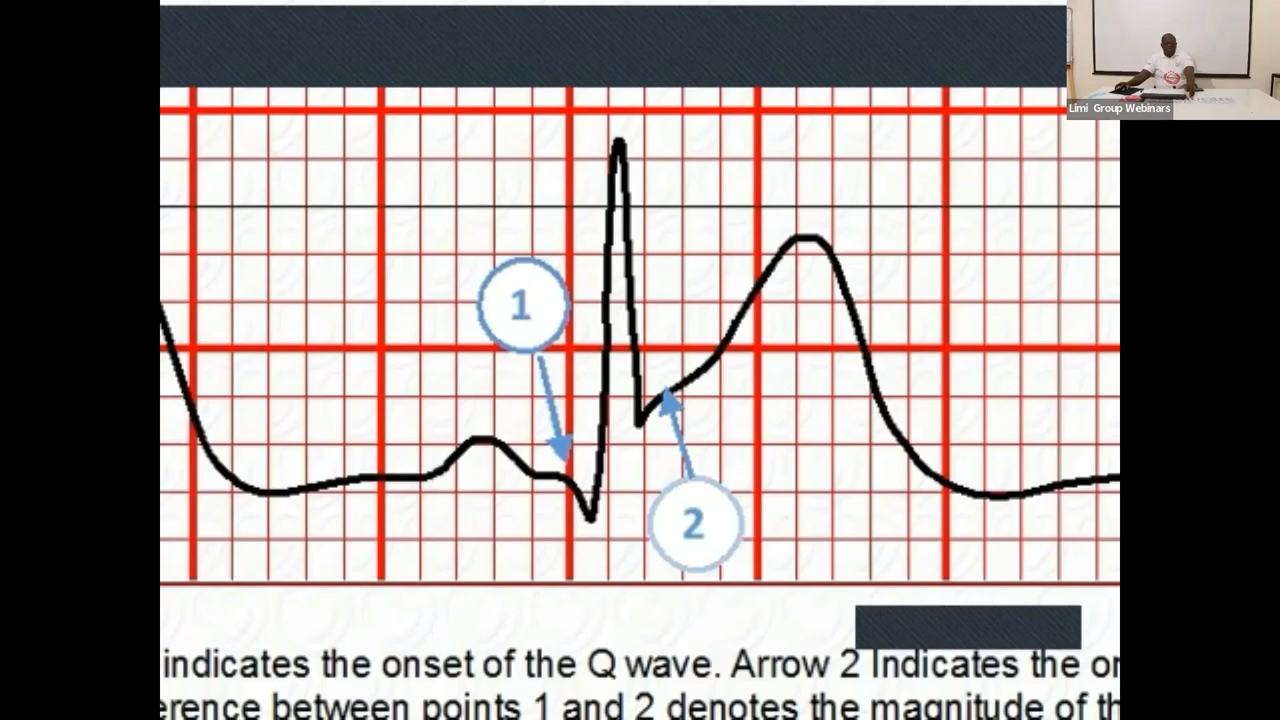 Limi Group Webinars
1
2
indicates the onset of the Q wave. Arrow 2 Indicates the or
erence between points 1 and 2 denotes the magnitude of th